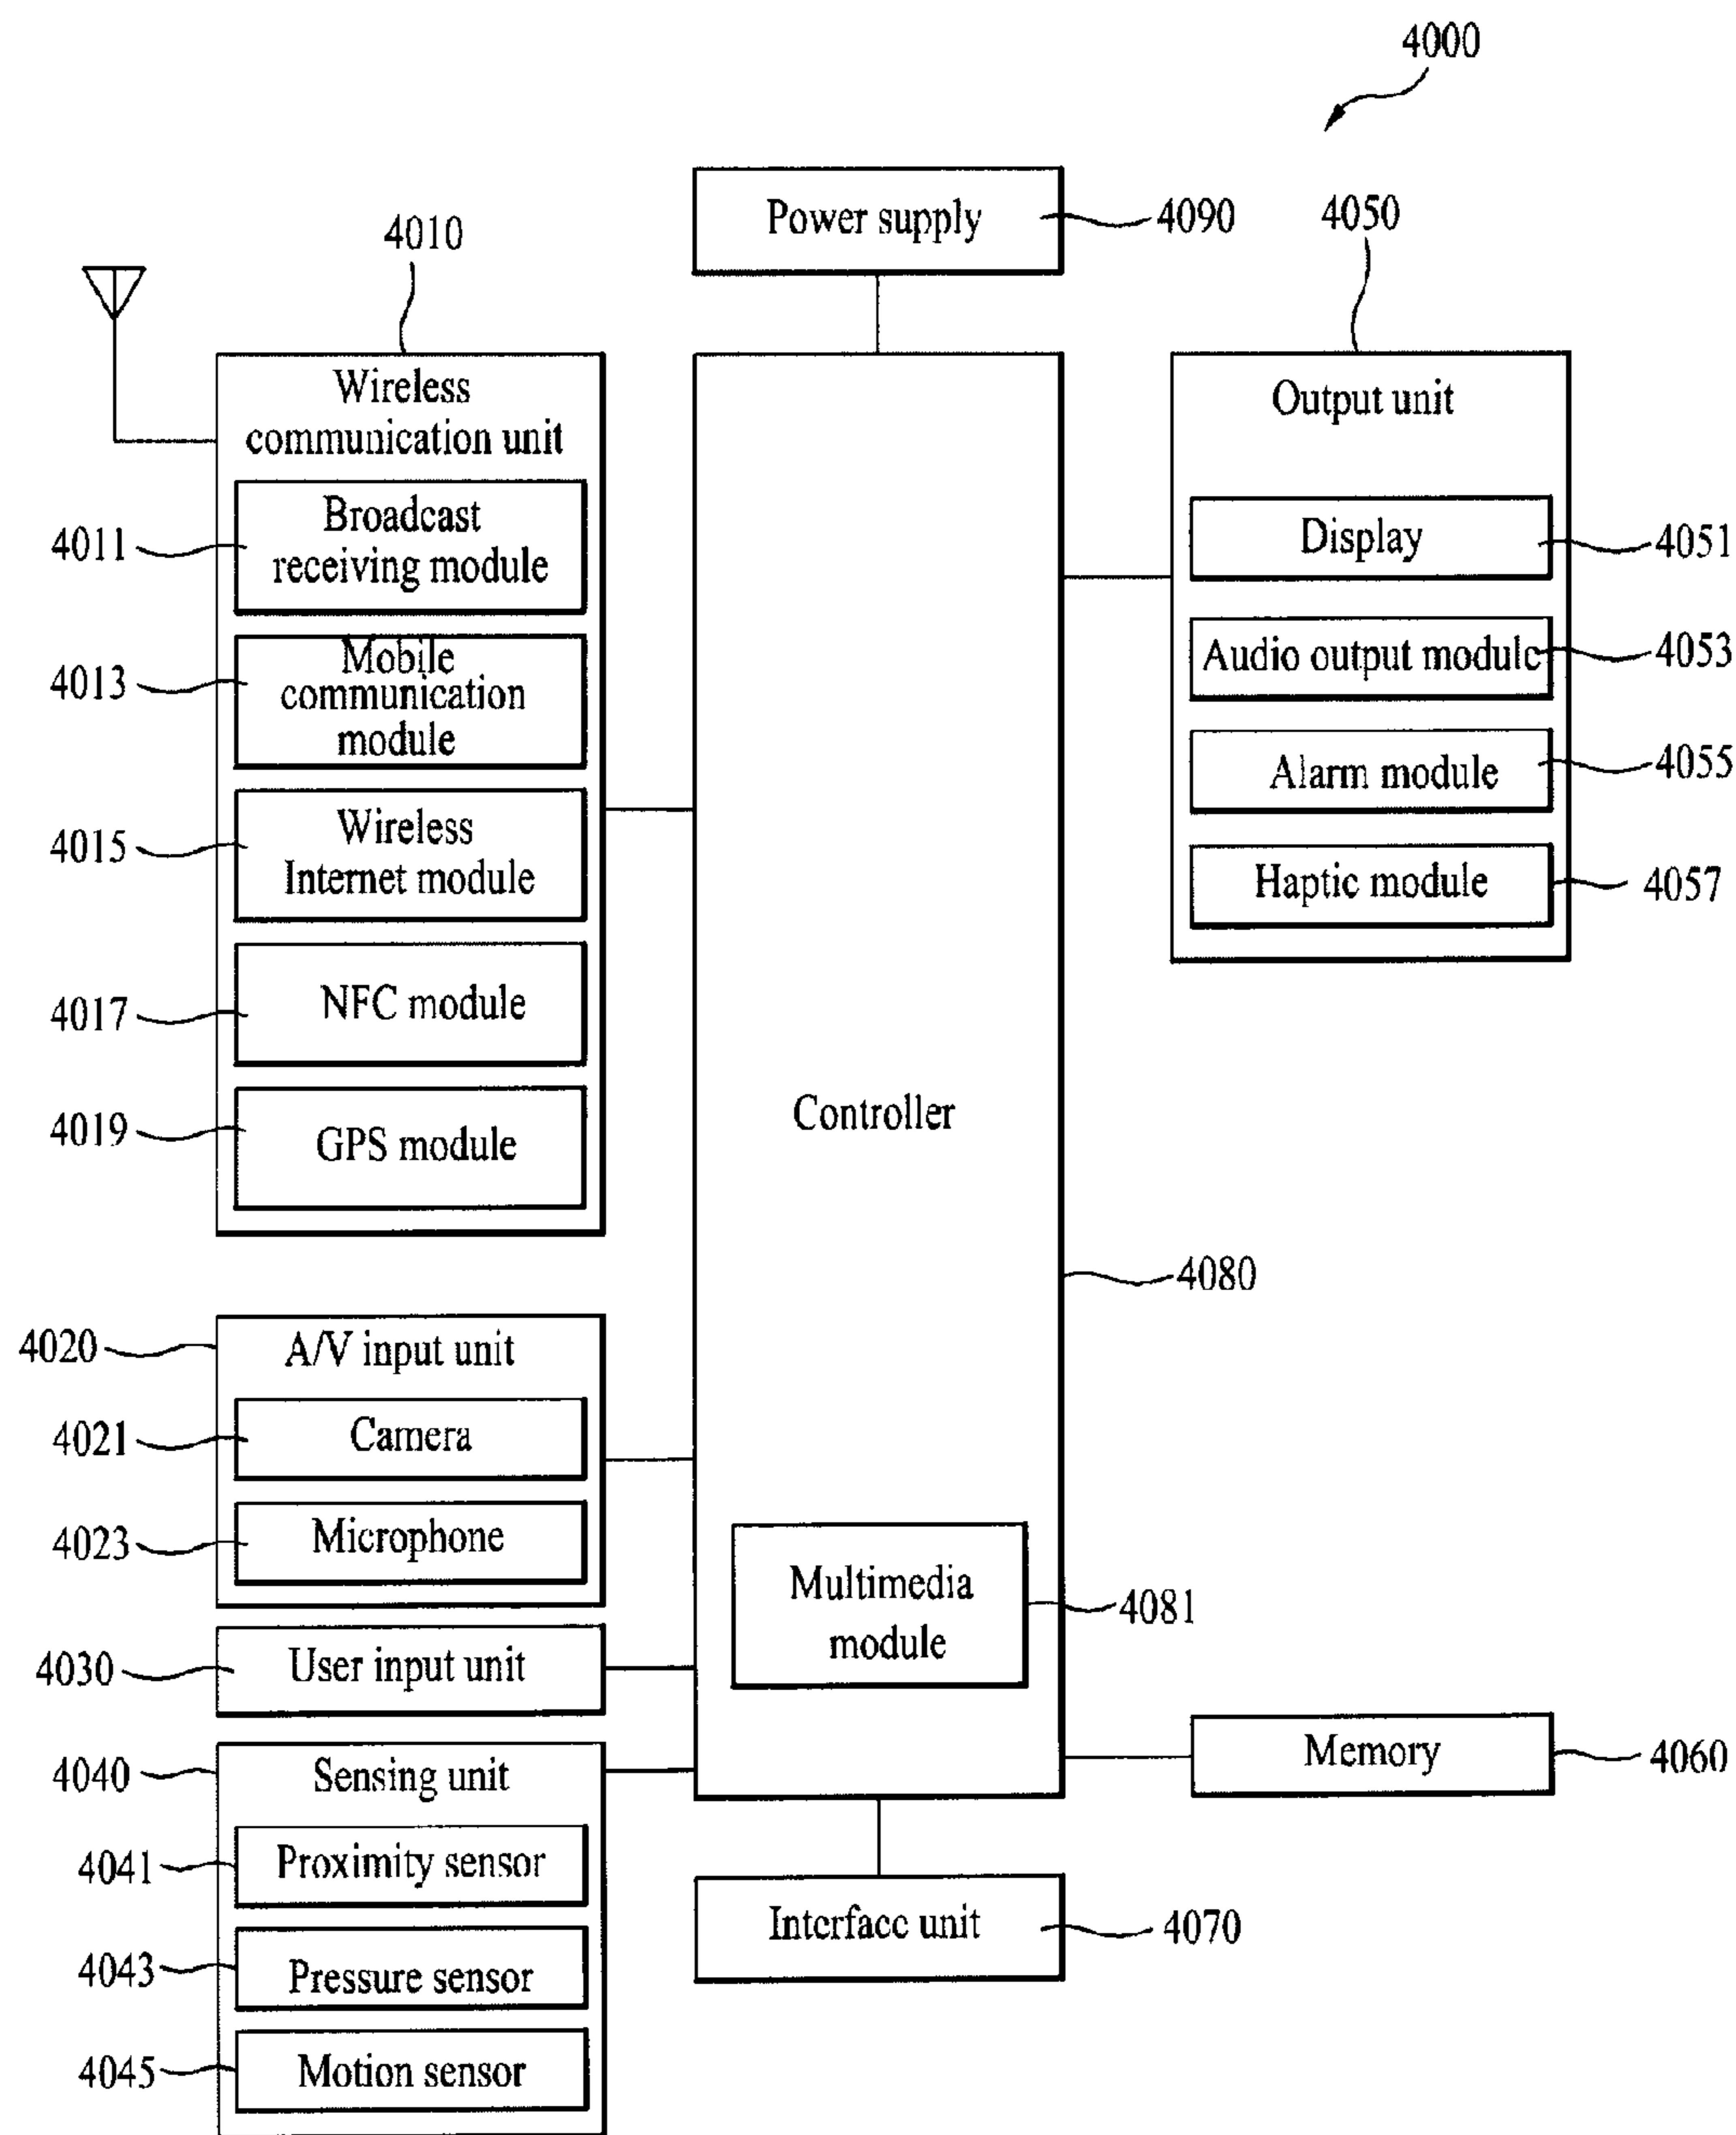 4000
Power supply
4090
4010
4050
Wireless
communication unit
Output unit
4011
Broadcast
receiving module
Display
4051
4013
Mobile
communication
module
Audio output module
4053
4015
Wireless
Internet module
Alarm module
4055
Haptic module
4057
4017
NFC module
4019
GPS module
Controller
4080
4020
A/V input unit
4021
Camera
4023
Microphone
Multimedia
module
4081
4030
User input unit
4040
Sensing unit
Memory
4060
4041
Proximity sensor
Interface unit
4070
4043
Pressure sensor
4045
Motion sensor